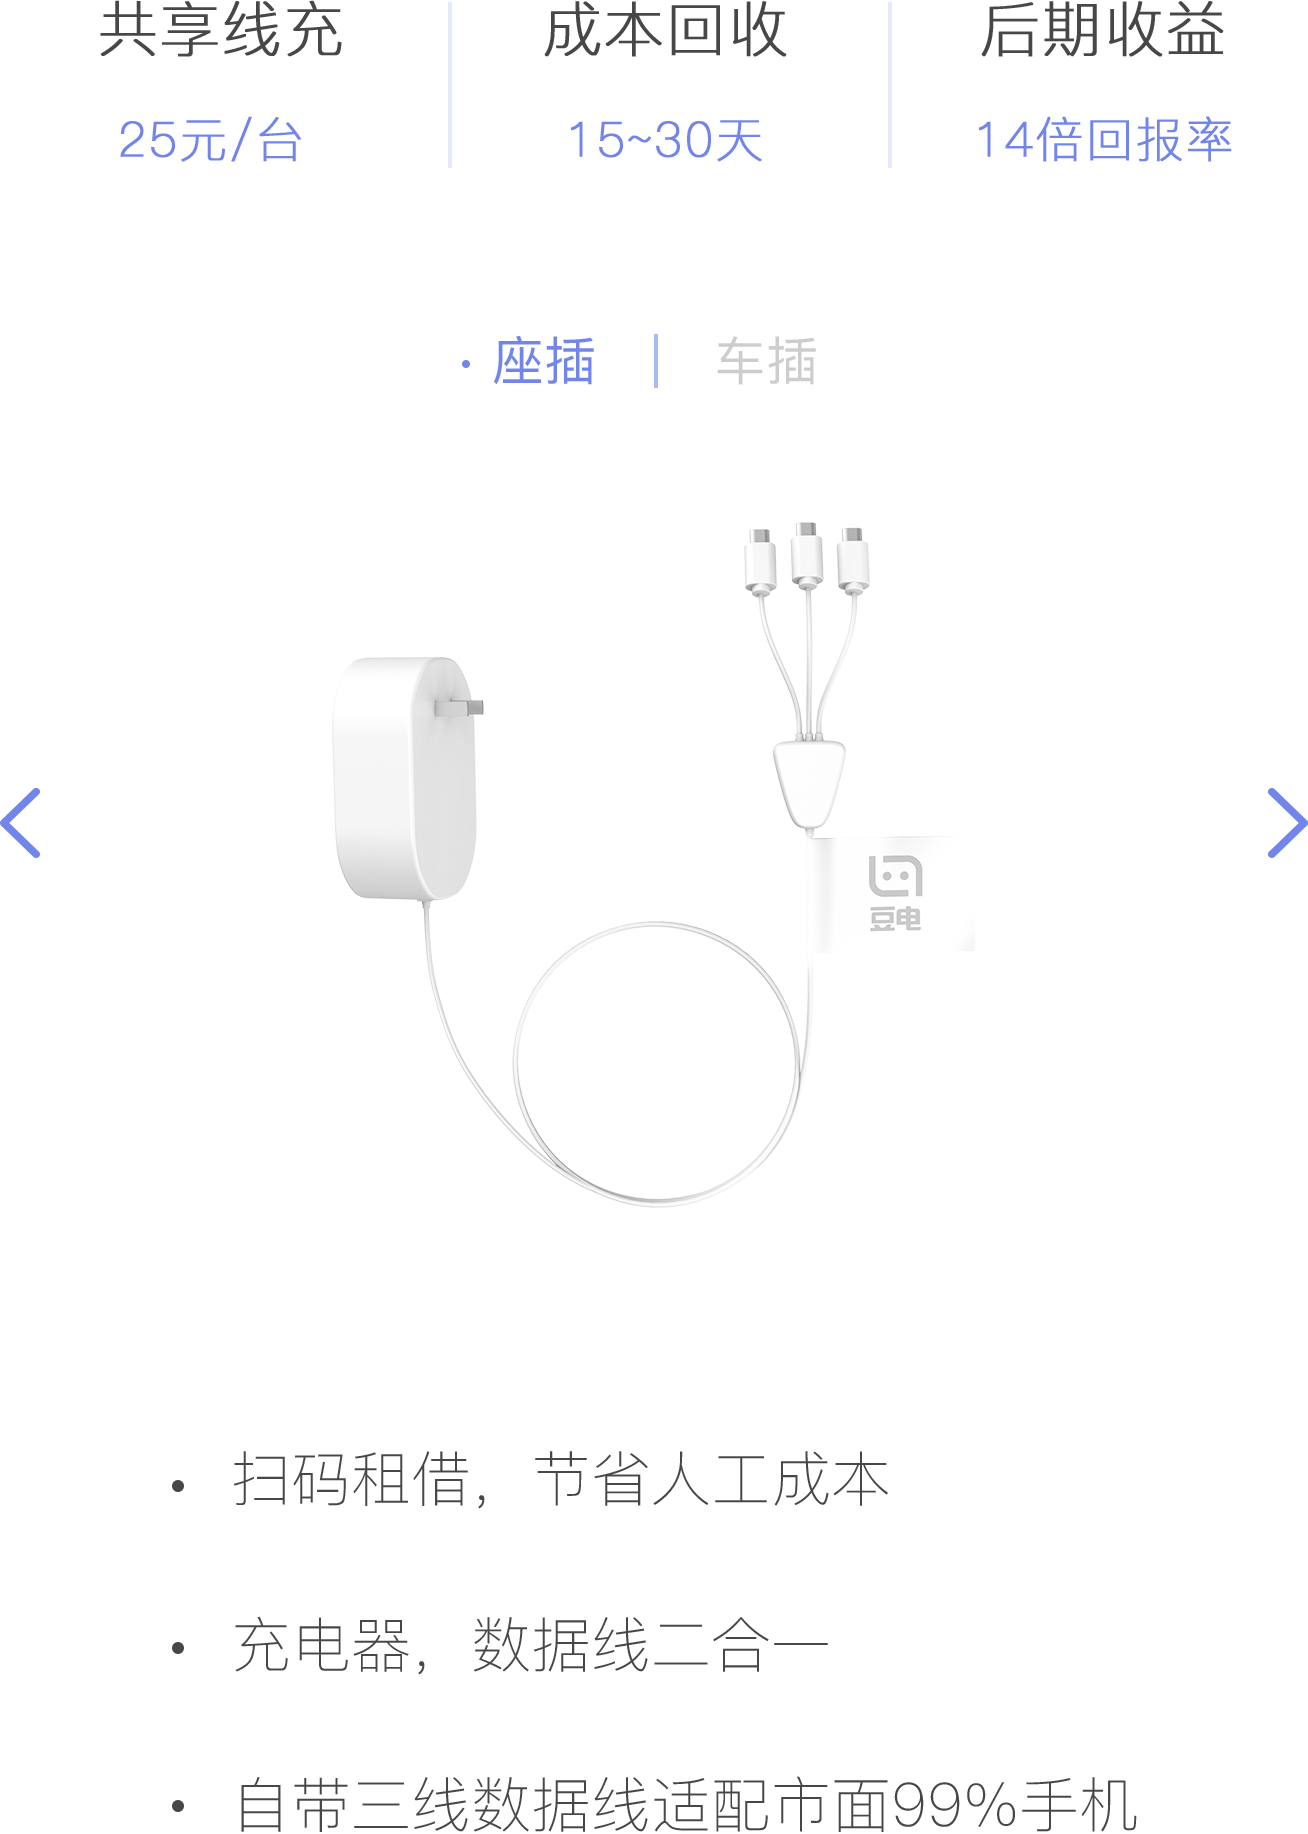 共享线充
成本回收
后期收益
25元/台
15~30天
14倍回报率
· 座插
车插
豆电
• 扫码租借，节省人工成本
• 充电器，数据线二合一
• 自带三线数据线适配市面99%手机